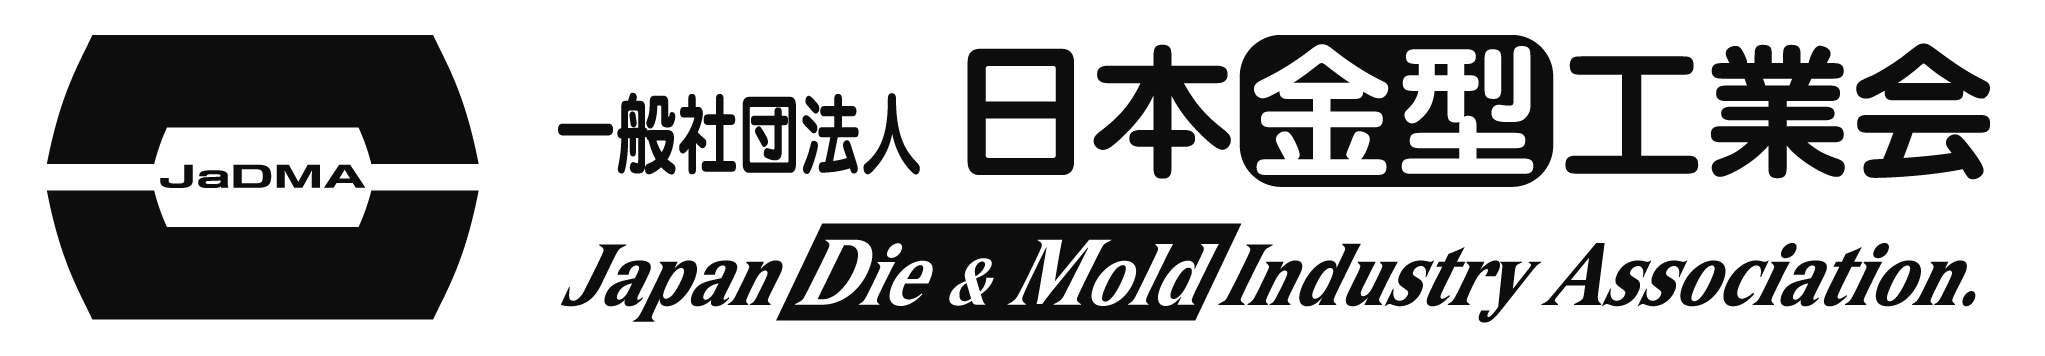 JaDMA
一般社団法人 日本金型工業会
Japan Die & Mold Industry Association.